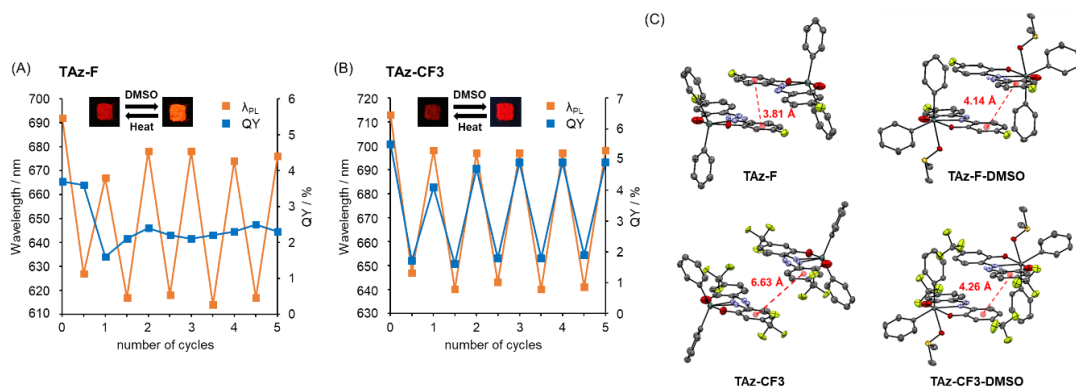 (A)
TAz-F
DMSO
Heat
λPL
QY
Wavelength / nm
700
690
680
670
660
650
640
630
620
610
6
5
4
3
2
1
0
QY / %
0 1 2 3 4 5
number of cycles
(B)
TAz-CF3
DMSO
Heat
λPL
QY
Wavelength / nm
720
710
700
690
680
670
660
650
640
630
7
6
5
4
3
2
1
0
QY / %
0 1 2 3 4 5
number of cycles
(C)
3.81 Å
TAz-F
4.14 Å
TAz-F-DMSO
6.63 Å
TAz-CF3
4.26 Å
TAz-CF3-DMSO